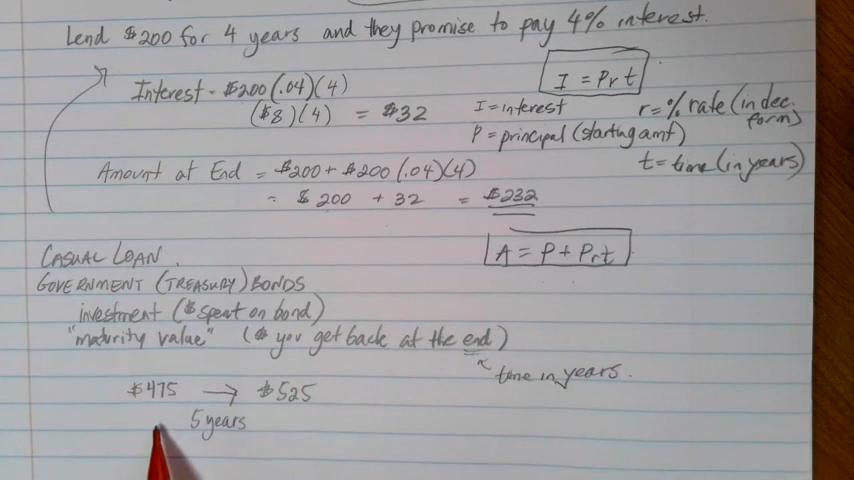 Lend $200 for 4 years and they promise to pay 4% interest.
I = Prt
Interest = $200(.04)(4)
($8)(4) = $32
I = interest
r = % rate (in dec. form)
P = principal (starting amt)
t = time (in years)
Amount at End = $200 + $200 (.04)(4)
= $200 + 32 = $232
A = P + Prt
CASUAL LOAN.
GOVERNMENT (TREASURY) BONDS
investment ($ spent on bond)
"maturity value" ($ you get back at the end)
time in years.
$475 → $525
5 years